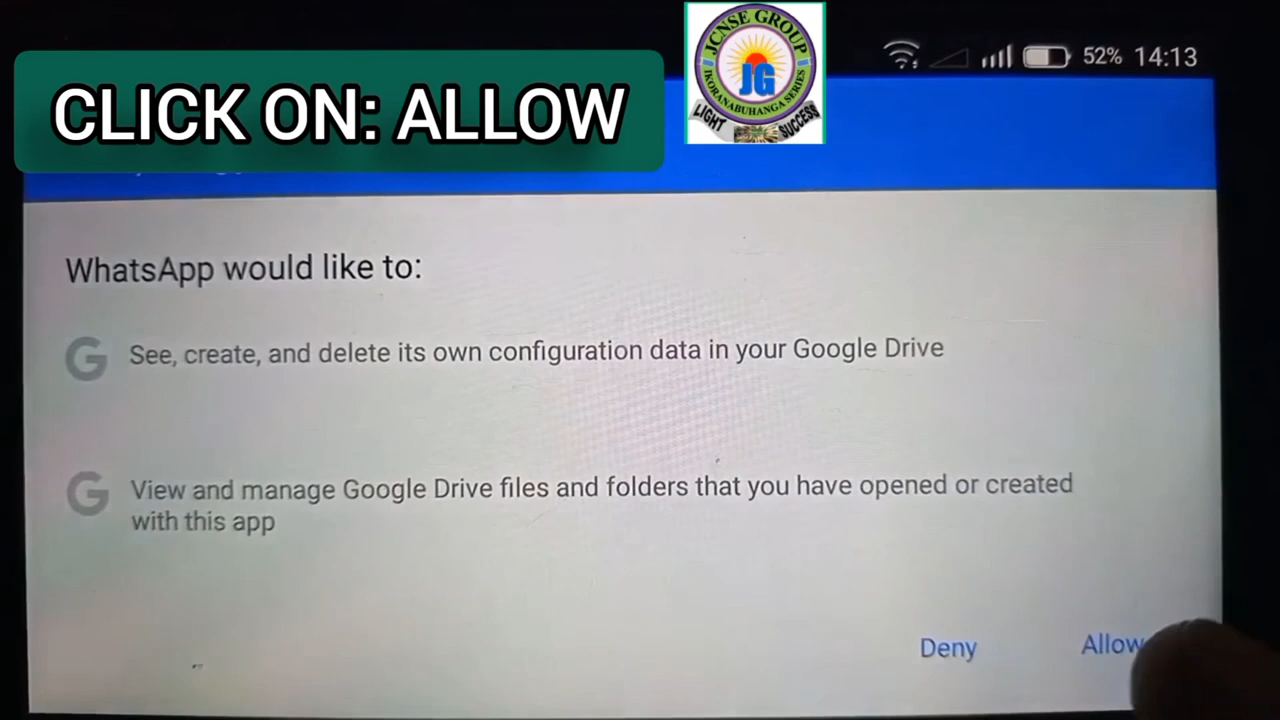 CLICK ON: ALLOW
JCNSE GROUP
JG
IKORANABUHANGA SERIES
LIGHT
SUCCESS
52% 14:13
WhatsApp would like to:
G See, create, and delete its own configuration data in your Google Drive
G View and manage Google Drive files and folders that you have opened or created
with this app
Deny Allow